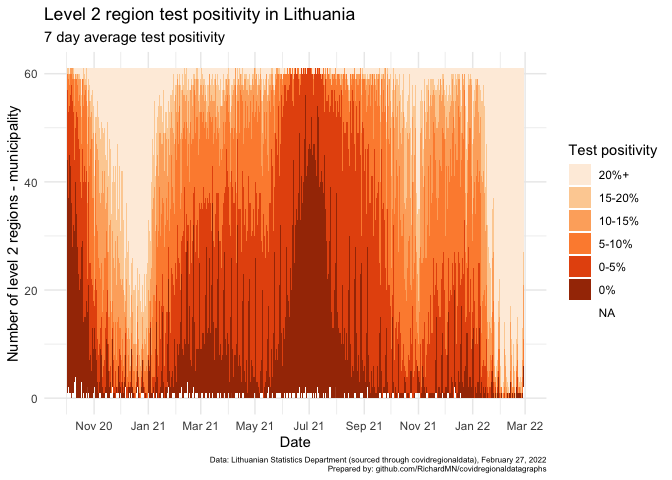 Level 2 region test positivity in Lithuania
7 day average test positivity
Number of level 2 regions - municipality
60
40
20
0
Nov 20 Jan 21 Mar 21 May 21 Jul 21 Sep 21 Nov 21 Jan 22 Mar 22
Date
Test positivity
20%+
15-20%
10-15%
5-10%
0-5%
0%
NA
Data: Lithuanian Statistics Department (sourced through covidregionaldata), February 27, 2022
Prepared by: github.com/RichardMN/covidregionaldatagraphs